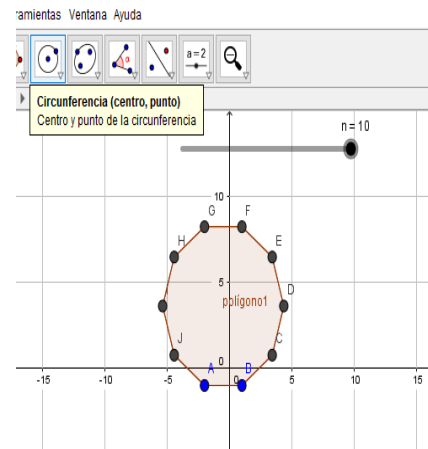 ramientas Ventana Ayuda
a=2
Circunferencia (centro, punto)
Centro y punto de la circunferencia
n = 10
10
G F
H E
5 D
polígono1
J C
A 0 B
-15 -10 -5 0 5 10 15